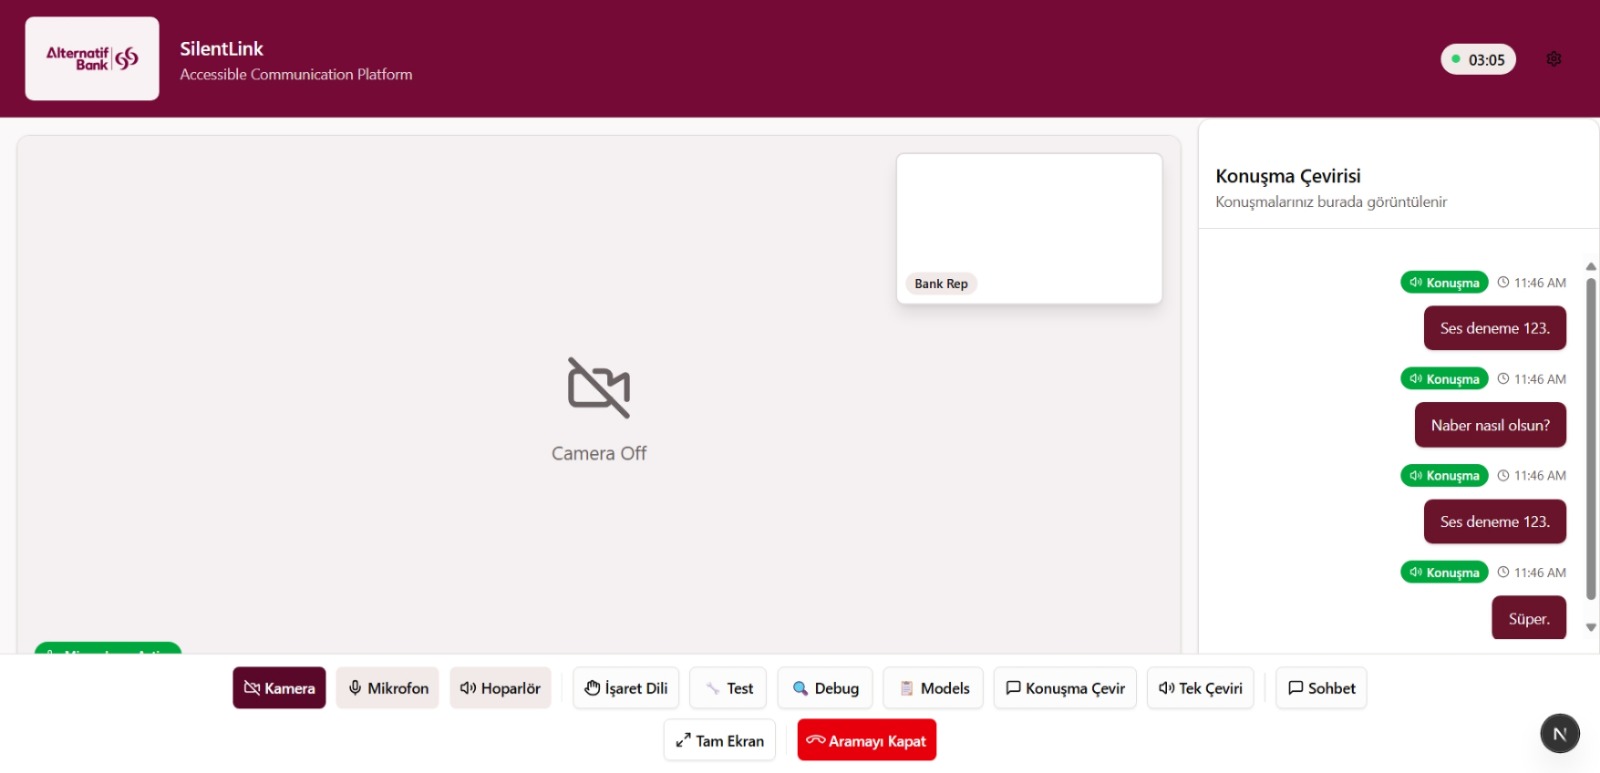 Alternatif
Bank
SilentLink
Accessible Communication Platform
03:05
Bank Rep
Camera Off
Konuşma Çevirisi
Konuşmalarınız burada görüntülenir
Konuşma 11:46 AM
Ses deneme 123.
Konuşma 11:46 AM
Naber nasıl olsun?
Konuşma 11:46 AM
Ses deneme 123.
Konuşma 11:46 AM
Süper.
Kamera Mikrofon Hoparlör İşaret Dili Test Debug Models Konuşma Çevir Tek Çeviri Sohbet
Tam Ekran Aramayı Kapat
N